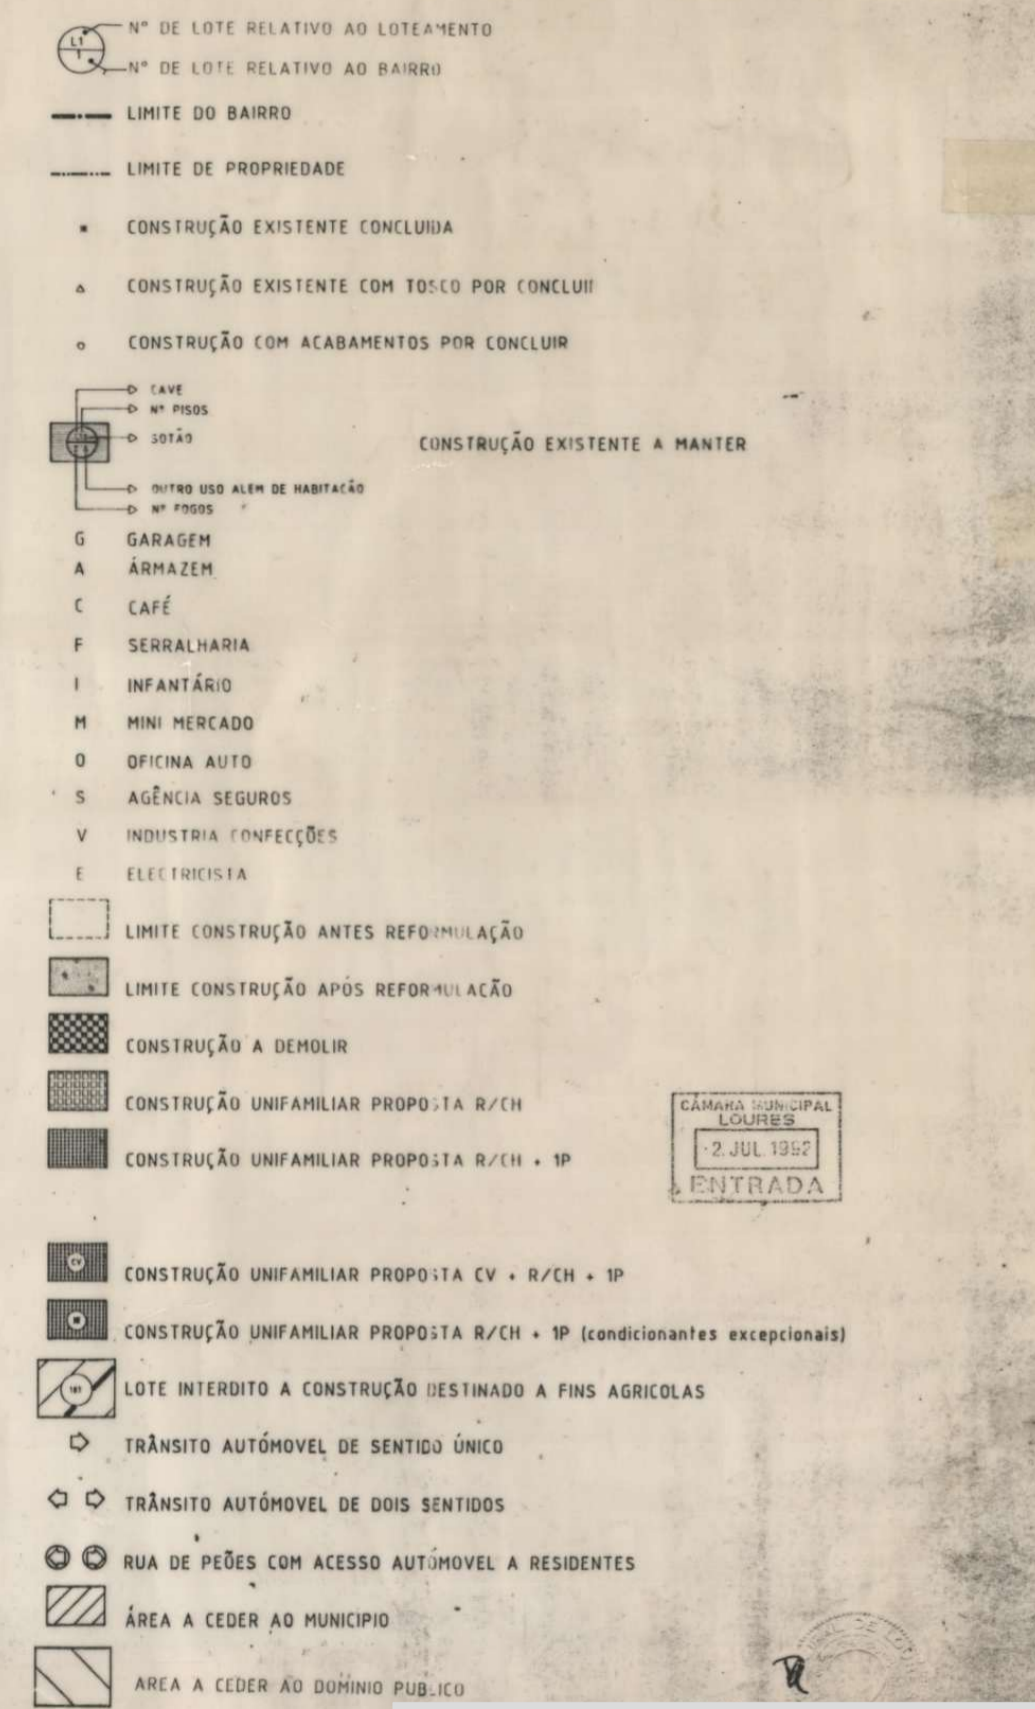 Nº DE LOTE RELATIVO AO LOTEAMENTO
L1
1
Nº DE LOTE RELATIVO AO BAIRRO
LIMITE DO BAIRRO
LIMITE DE PROPRIEDADE
CONSTRUÇÃO EXISTENTE CONCLUIDA
CONSTRUÇÃO EXISTENTE COM TOSCO POR CONCLUIR
CONSTRUÇÃO COM ACABAMENTOS POR CONCLUIR
CAVE
Nº PISOS
SOTÃO
CONSTRUÇÃO EXISTENTE A MANTER
OUTRO USO ALEM DE HABITAÇÃO
Nº FOGOS
G GARAGEM
A ÁRMAZEM
C CAFÉ
F SERRALHARIA
I INFANTÁRIO
M MINI MERCADO
O OFICINA AUTO
S AGÊNCIA SEGUROS
V INDUSTRIA CONFECÇÕES
E ELECTRICISTA
LIMITE CONSTRUÇÃO ANTES REFORMULAÇÃO
LIMITE CONSTRUÇÃO APÓS REFORMULACÃO
CONSTRUÇÃO A DEMOLIR
CONSTRUÇÃO UNIFAMILIAR PROPOSTA R/CH
CONSTRUÇÃO UNIFAMILIAR PROPOSTA R/CH + 1P
CÂMARA MUNICIPAL
LOURES
-2. JUL. 1992
ENTRADA
CV CONSTRUÇÃO UNIFAMILIAR PROPOSTA CV + R/CH + 1P
CONSTRUÇÃO UNIFAMILIAR PROPOSTA R/CH + 1P (condicionantes excepcionais)
LOTE INTERDITO A CONSTRUÇÃO DESTINADO A FINS AGRICOLAS
TRÂNSITO AUTÓMOVEL DE SENTIDO ÚNICO
TRÂNSITO AUTÓMOVEL DE DOIS SENTIDOS
RUA DE PEÕES COM ACESSO AUTÓMOVEL A RESIDENTES
ÁREA A CEDER AO MUNICIPIO
AREA A CEDER AO DOMÍNIO PUBLICO